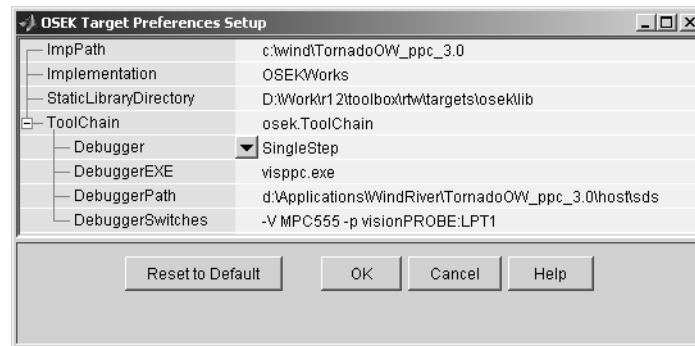 OSEK Target Preferences Setup
ImpPath c:\wind\TornadoOW_ppc_3.0
Implementation OSEKWorks
StaticLibraryDirectory D:\Work\r12\toolbox\rtw\targets\osek\lib
ToolChain osek.ToolChain
Debugger SingleStep
DebuggerEXE visppc.exe
DebuggerPath d:\Applications\WindRiver\TornadoOW_ppc_3.0\host\sds
DebuggerSwitches -V MPC555 -p visionPROBE:LPT1
Reset to Default OK Cancel Help